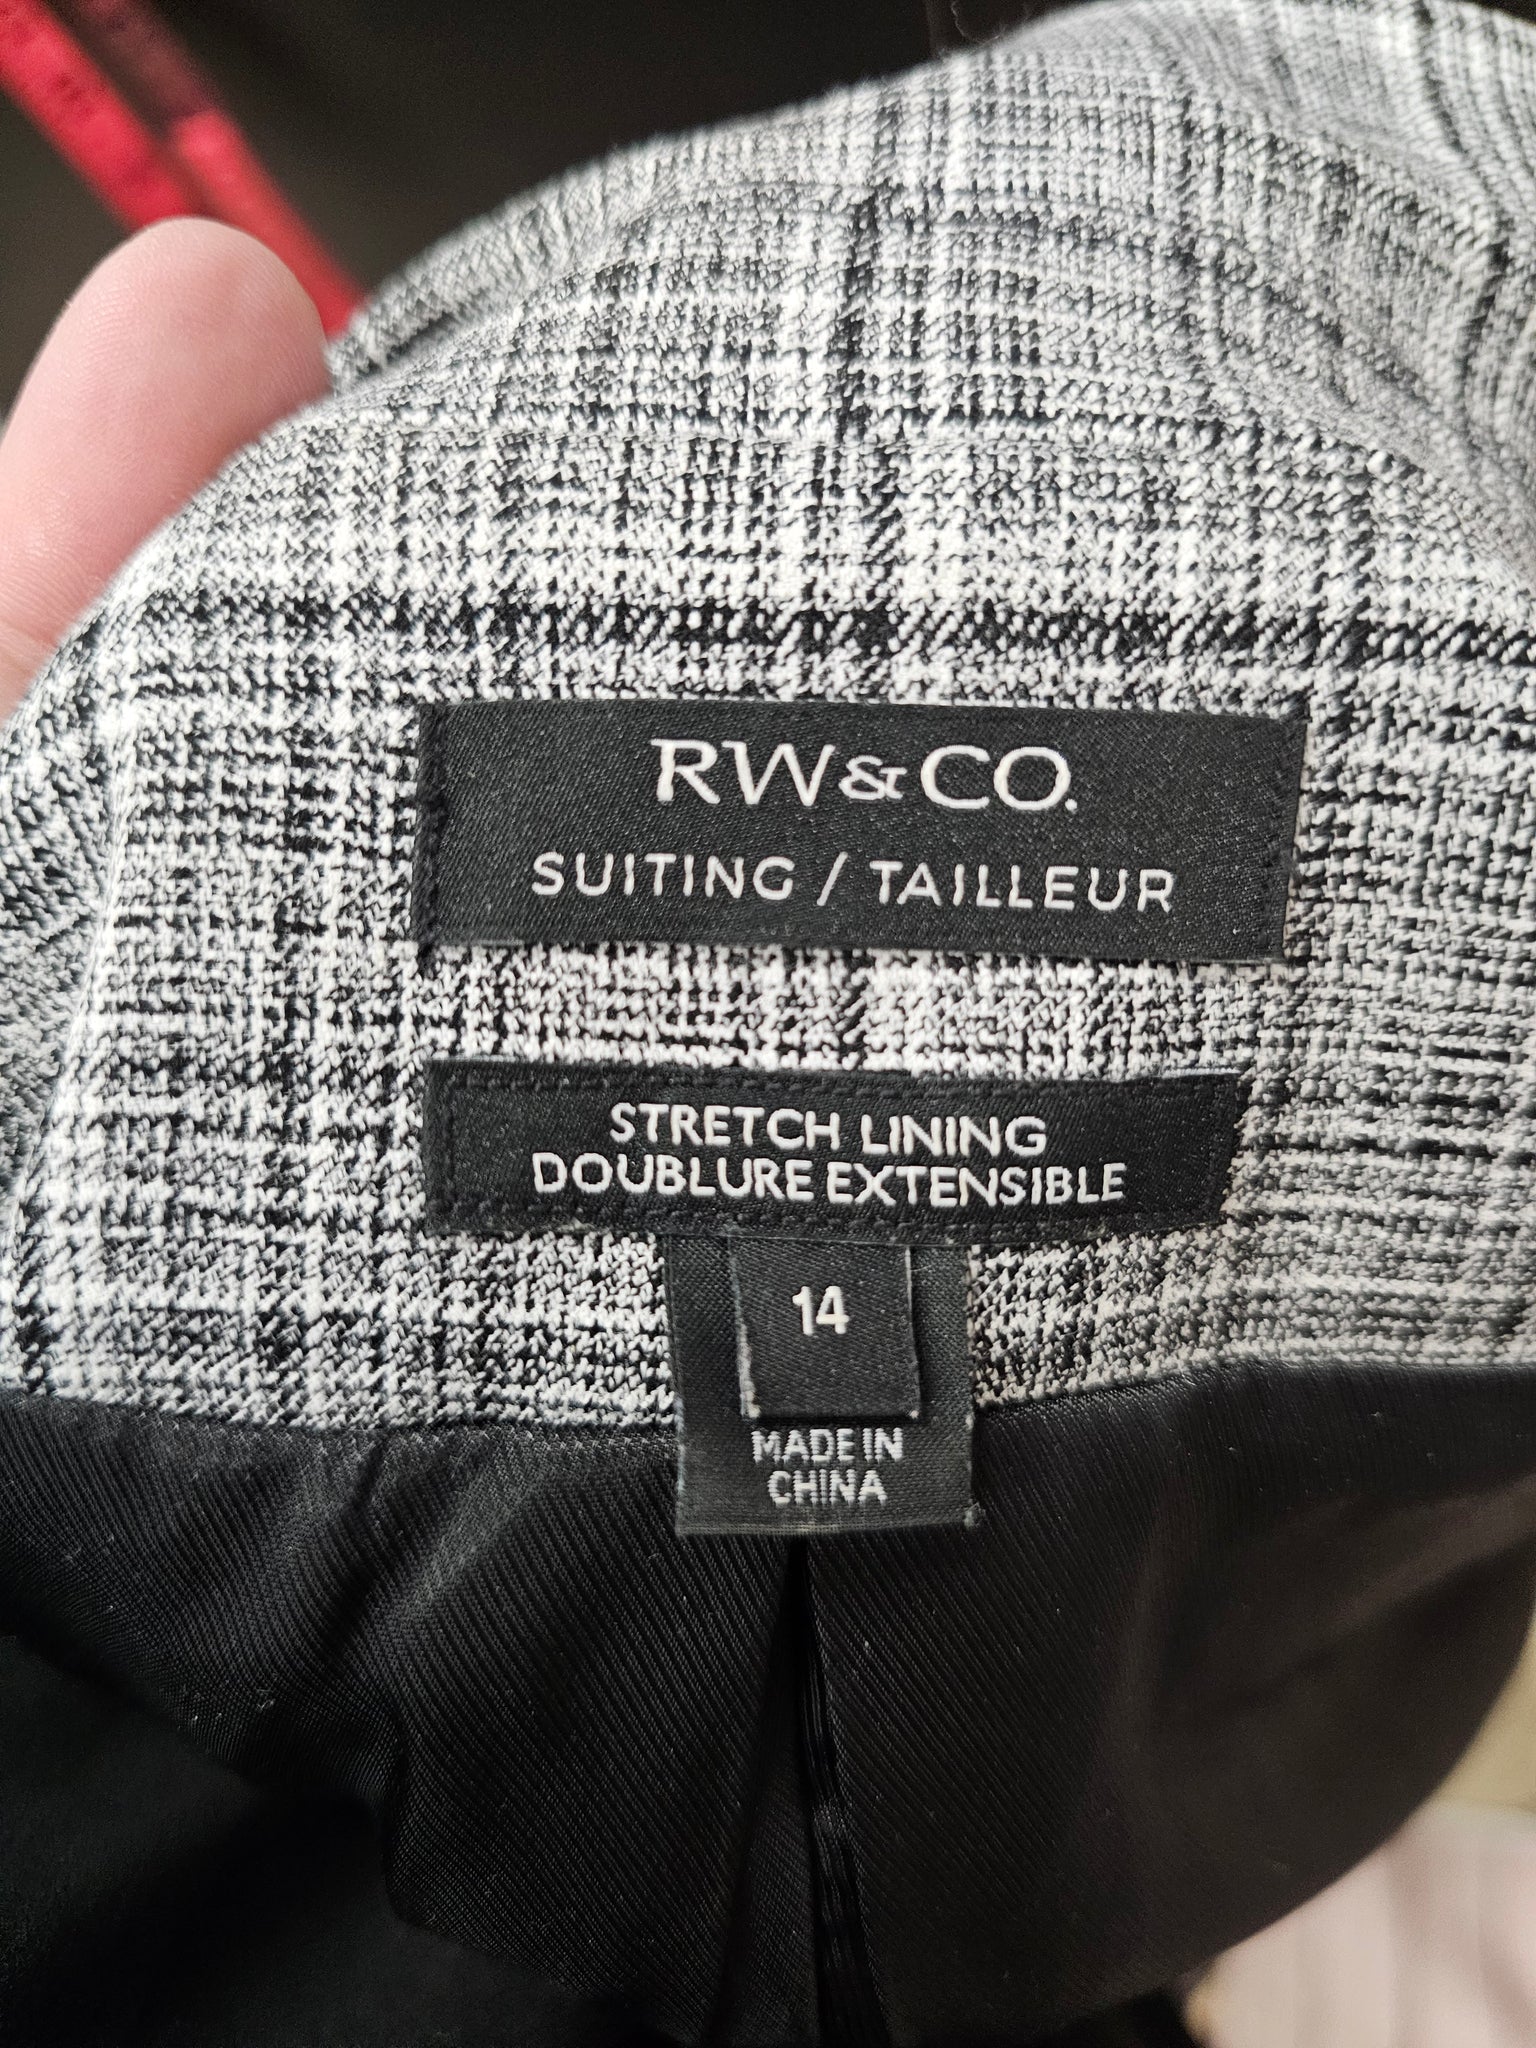 RW&CO.
SUITING / TAILLEUR
STRETCH LINING
DOUBLURE EXTENSIBLE
14
MADE IN
CHINA